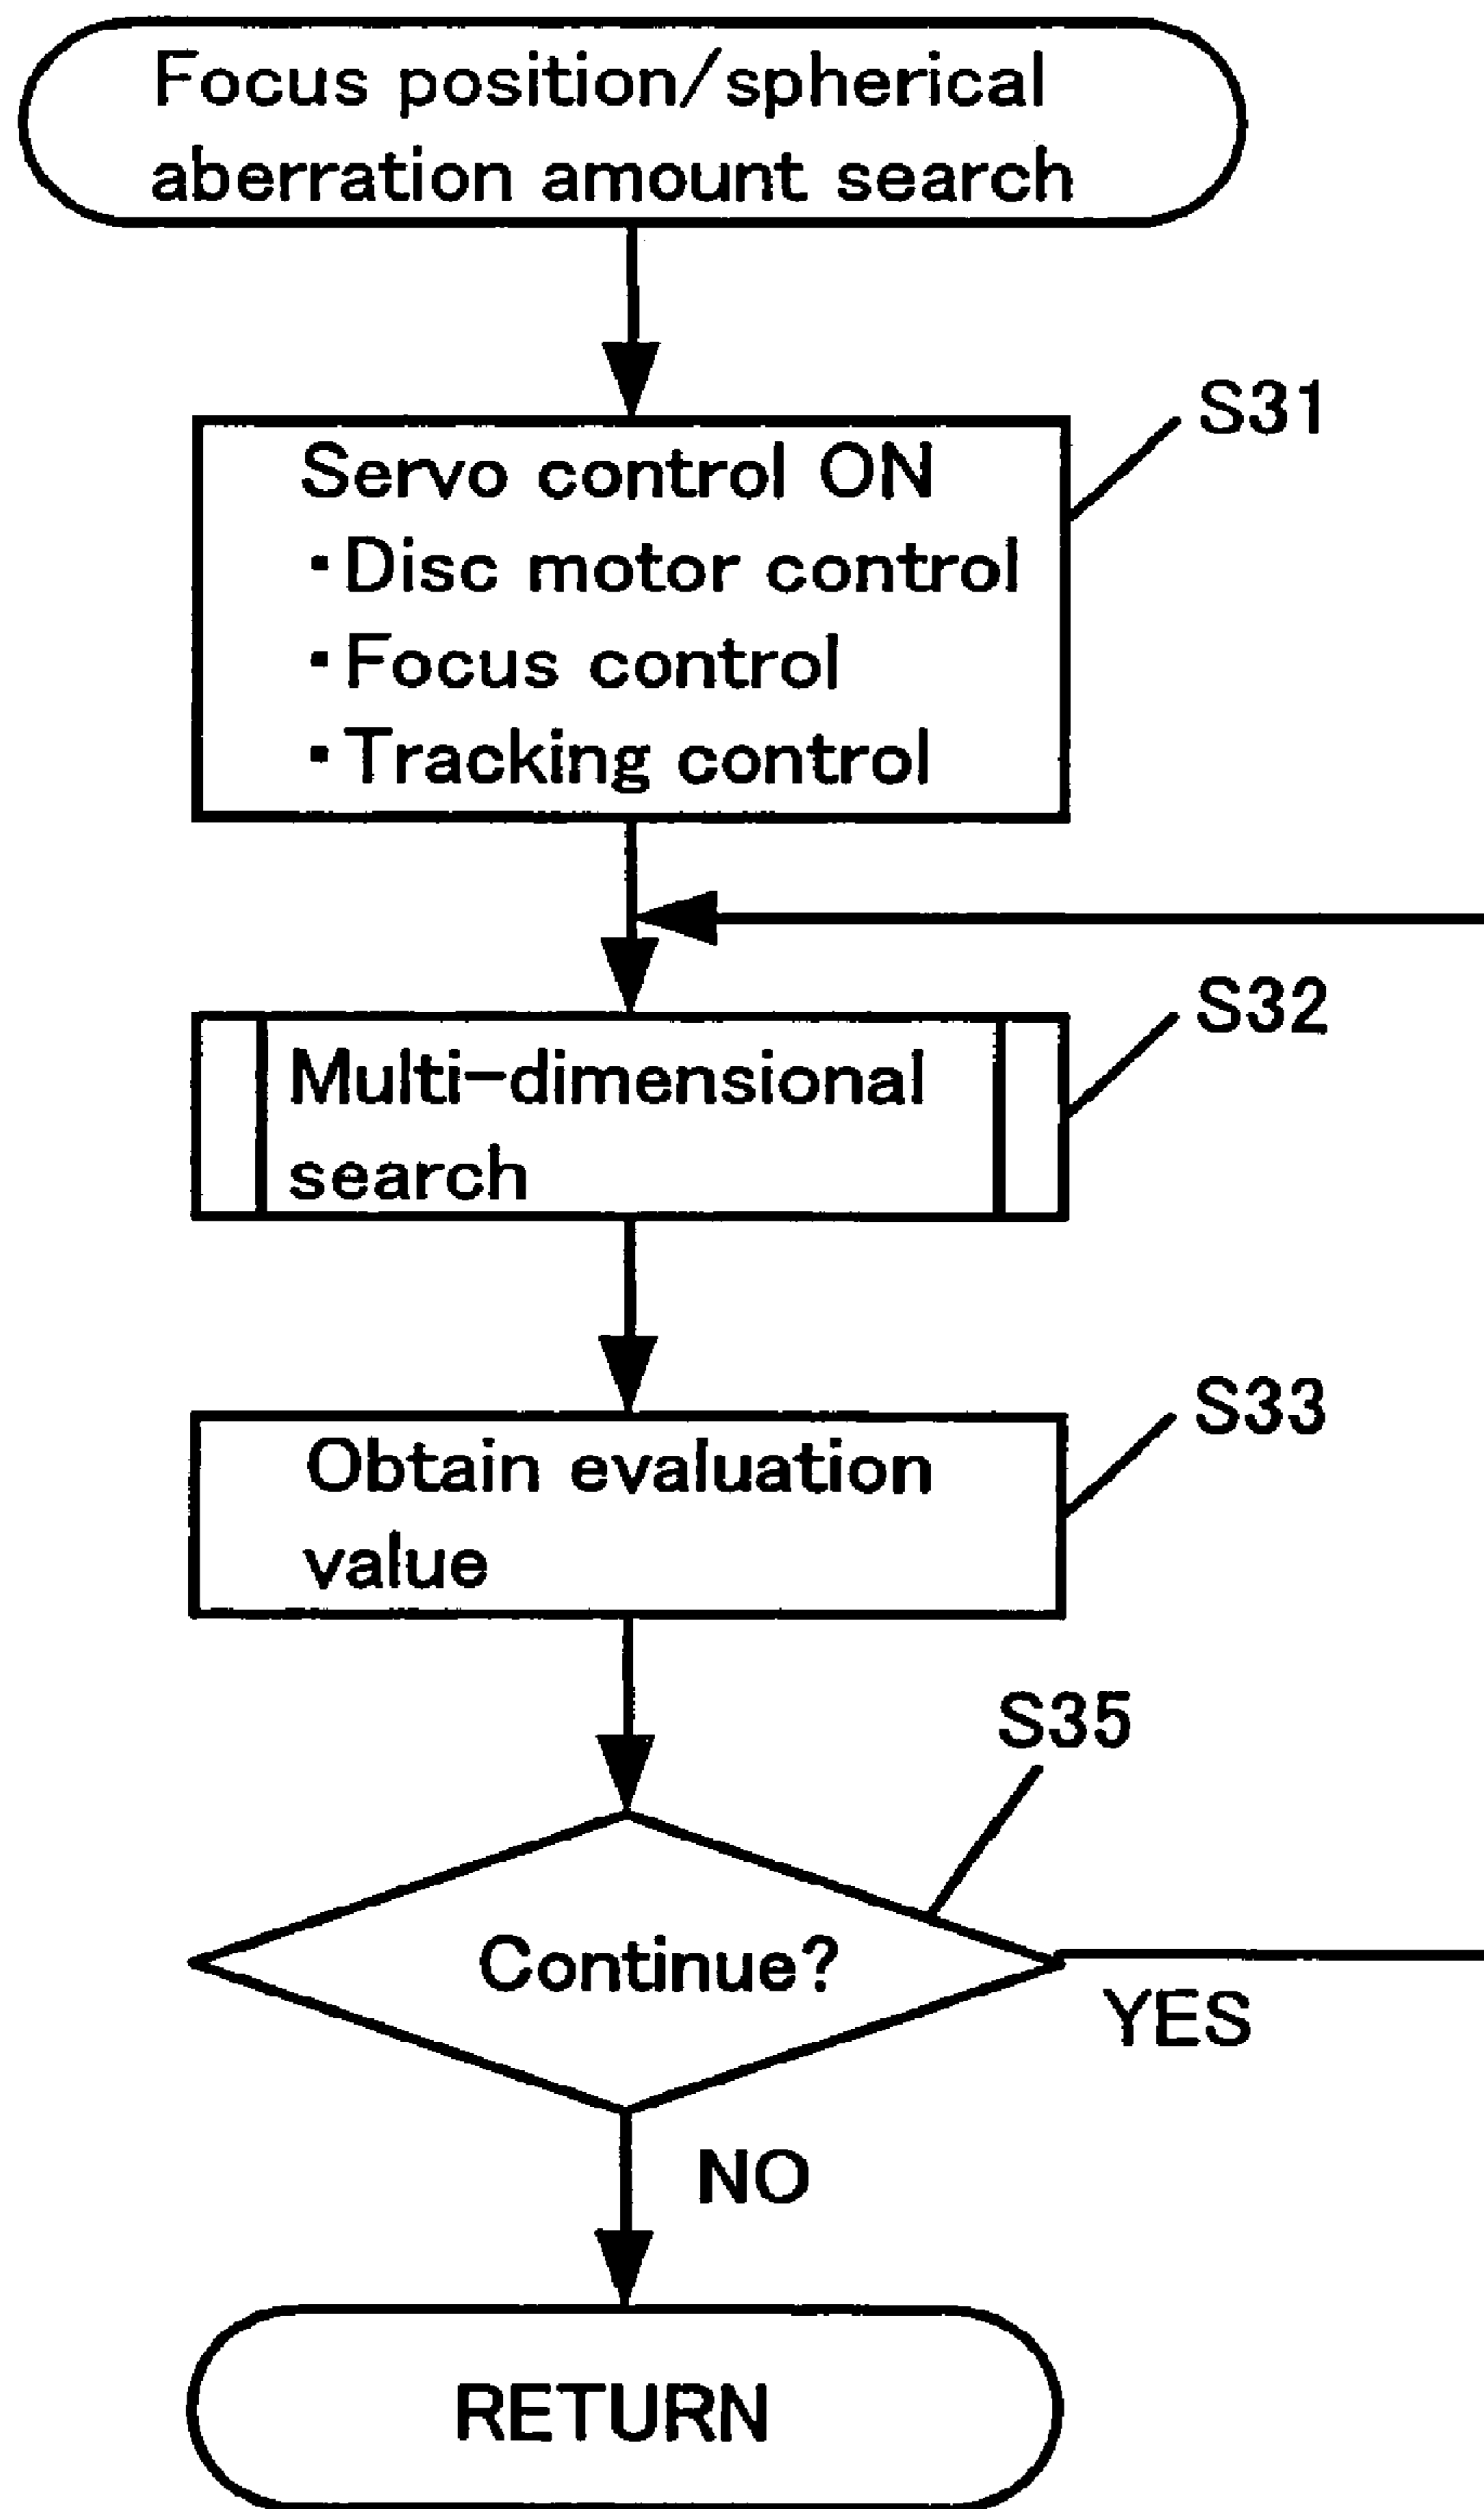 Focus position/spherical
aberration amount search
S31
Servo control ON
・Disc motor control
・Focus control
・Tracking control
S32
Multi-dimensional
search
S33
Obtain evaluation
value
S35
Continue?
YES
NO
RETURN